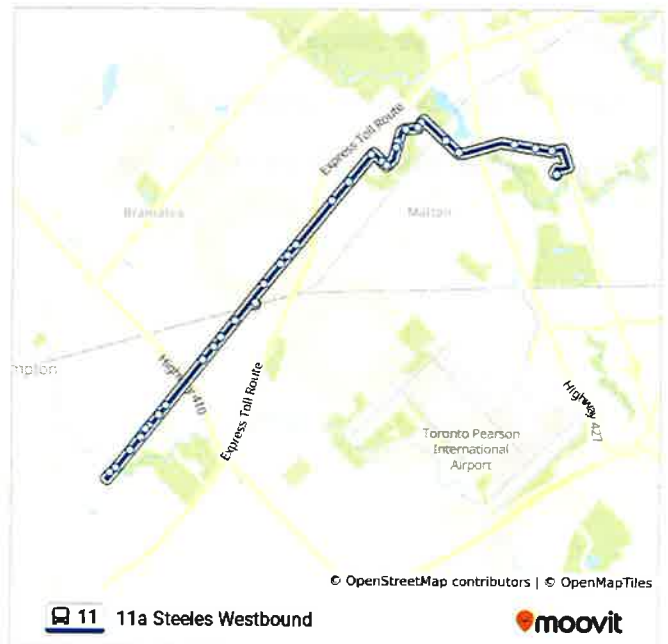 Express Toll Route
Bramalea
Malton
mpton
Highway 410
Express Toll Route
Highway 427
Toronto Pearson
International
Airport
© OpenStreetMap contributors | © OpenMapTiles
11 11a Steeles Westbound
moovit